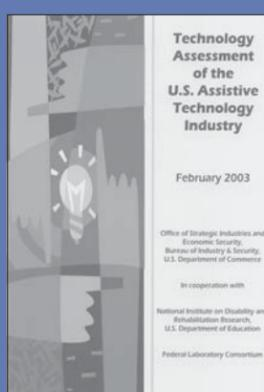 Technology
Assessment
of the
U.S. Assistive
Technology
Industry
February 2003
Office of Strategic Industries and
Economic Security,
Bureau of Industry & Security,
U.S. Department of Commerce
In cooperation with
National Institute on Disability and
Rehabilitation Research,
U.S. Department of Education
Federal Laboratory Consortium